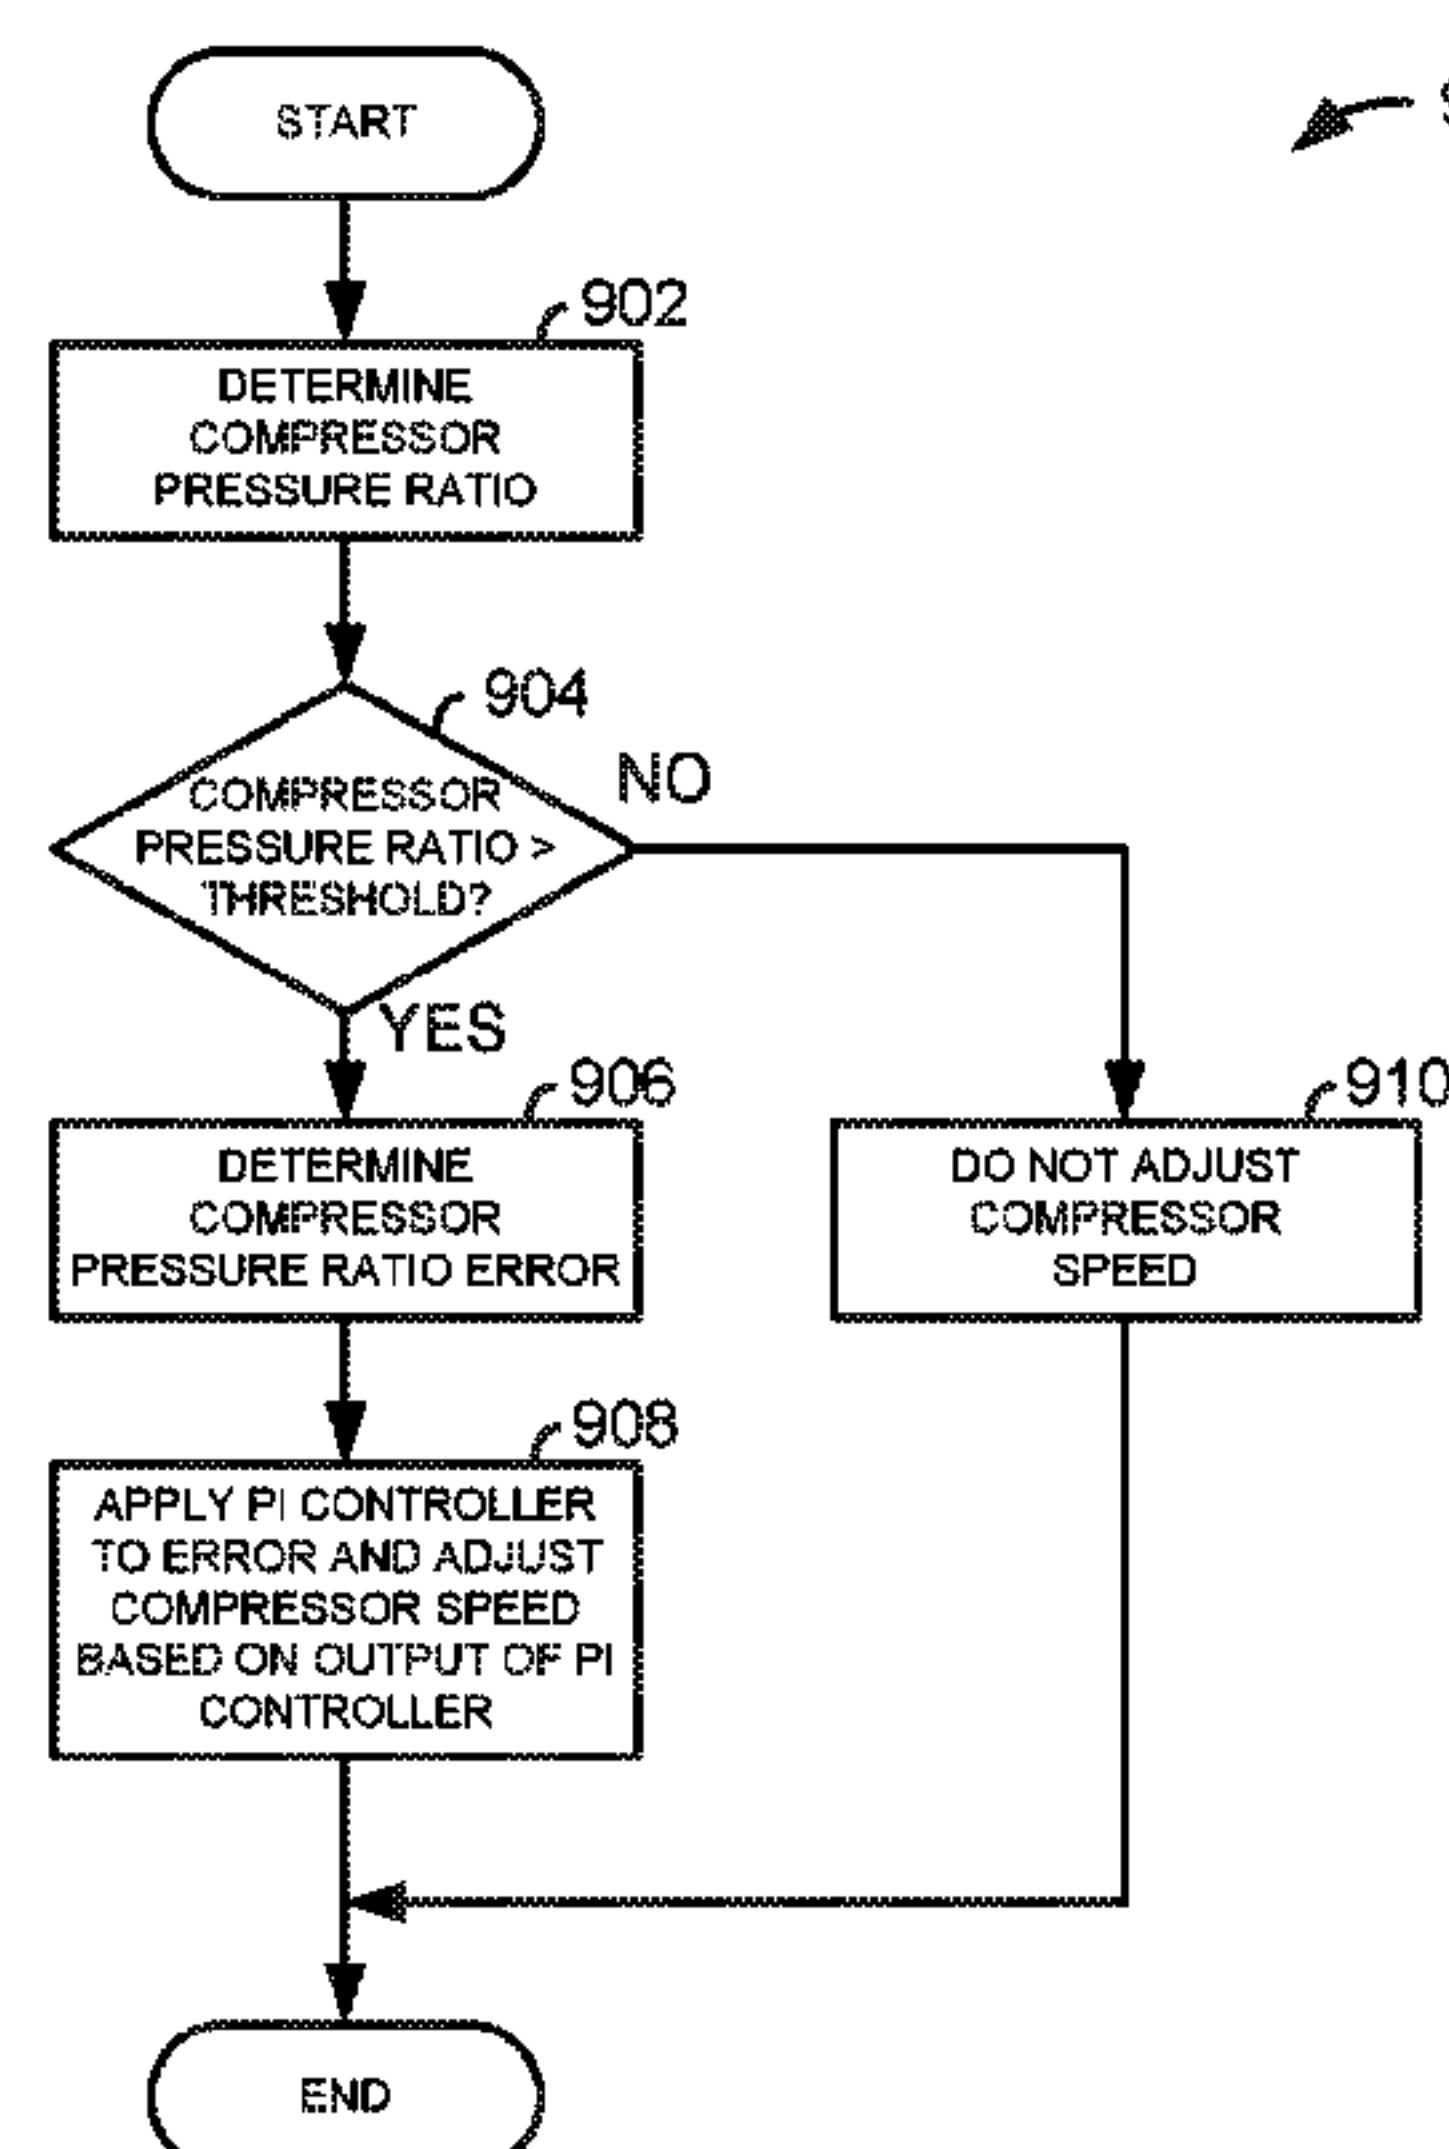 START
902
DETERMINE
COMPRESSOR
PRESSURE RATIO
904
COMPRESSOR
PRESSURE RATIO >
THRESHOLD?
NO
YES
906
DETERMINE
COMPRESSOR
PRESSURE RATIO ERROR
910
DO NOT ADJUST
COMPRESSOR
SPEED
908
APPLY PI CONTROLLER
TO ERROR AND ADJUST
COMPRESSOR SPEED
BASED ON OUTPUT OF PI
CONTROLLER
END